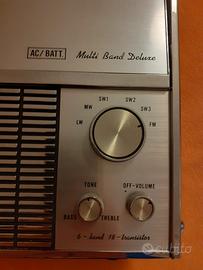 AC/BATT. Multi Band Deluxe
SW2
SW1 SW3
MW
LW FM
TONE OFF-VOLUME
BASS TREBLE
6-band 18-transistor
subito